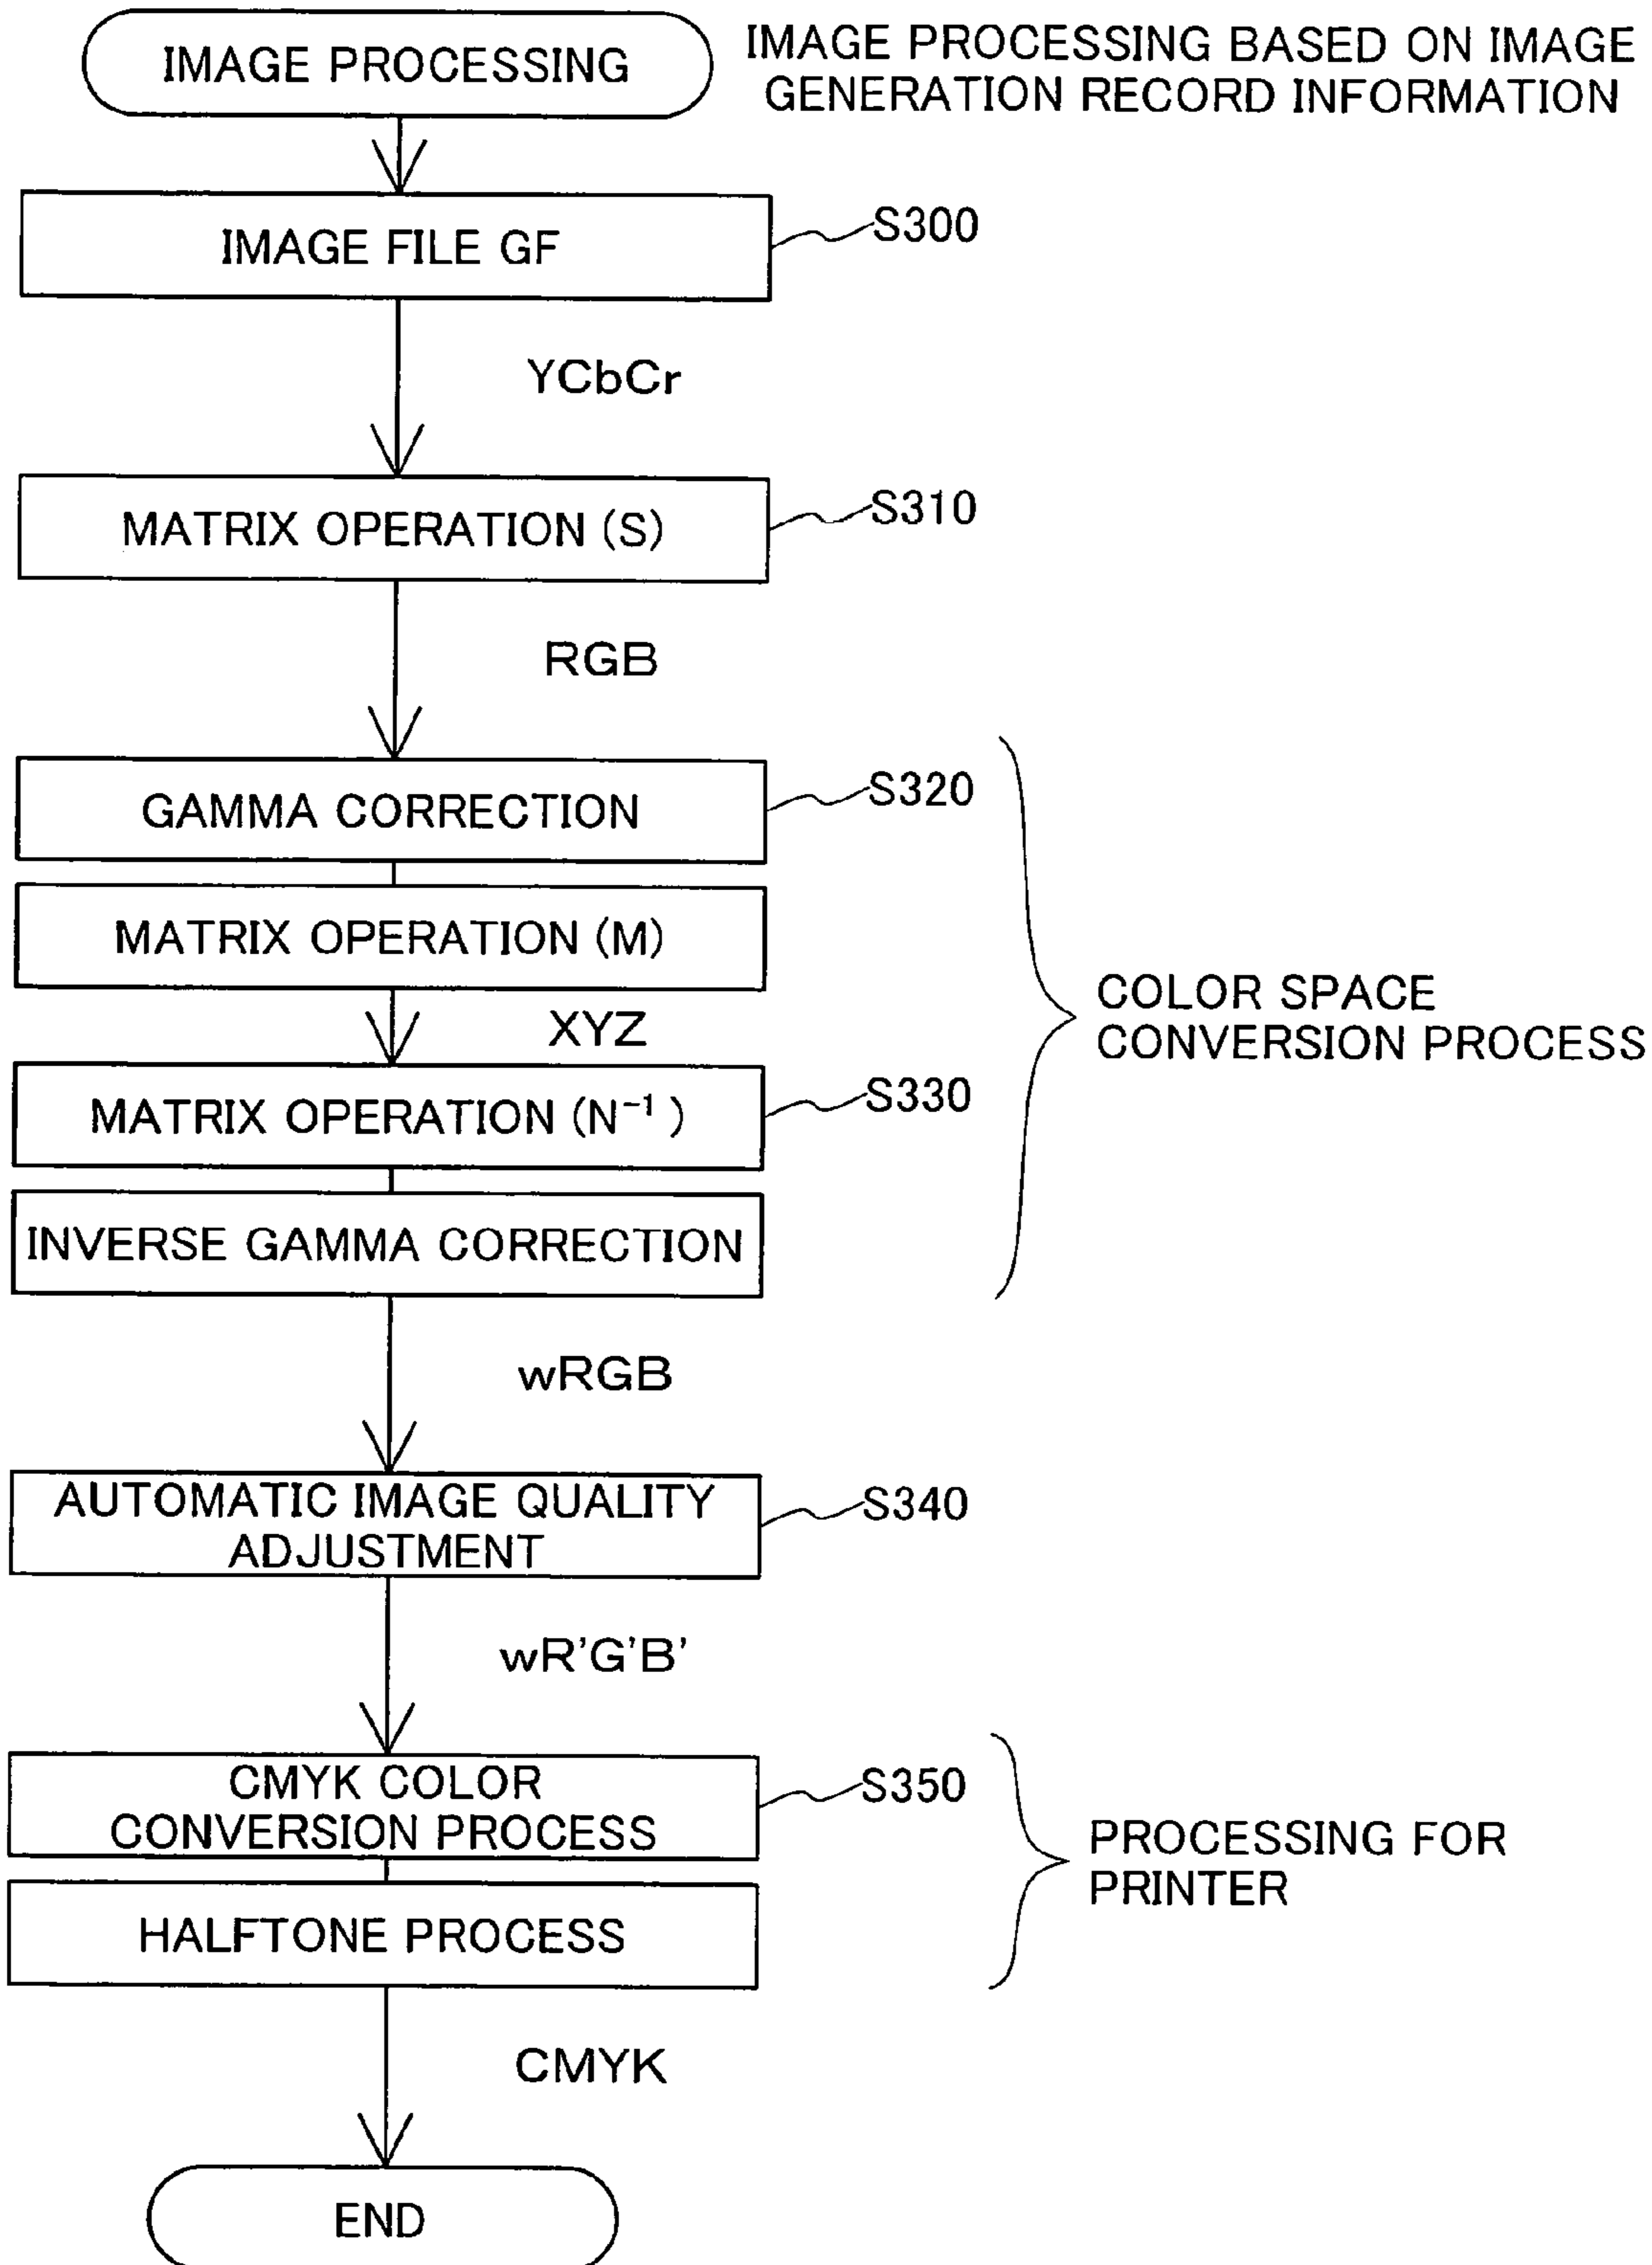 IMAGE PROCESSING
IMAGE PROCESSING BASED ON IMAGE
GENERATION RECORD INFORMATION
IMAGE FILE GF
S300
YCbCr
MATRIX OPERATION (S)
S310
RGB
GAMMA CORRECTION
S320
MATRIX OPERATION (M)
XYZ
MATRIX OPERATION (N⁻¹)
S330
INVERSE GAMMA CORRECTION
COLOR SPACE
CONVERSION PROCESS
wRGB
AUTOMATIC IMAGE QUALITY
ADJUSTMENT
S340
wR'G'B'
CMYK COLOR
CONVERSION PROCESS
S350
HALFTONE PROCESS
PROCESSING FOR
PRINTER
CMYK
END